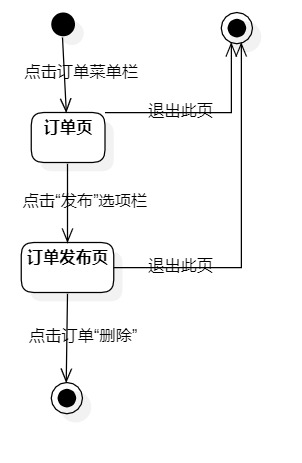 点击订单菜单栏
订单页
退出此页
点击“发布”选项栏
订单发布页
退出此页
点击订单“删除”